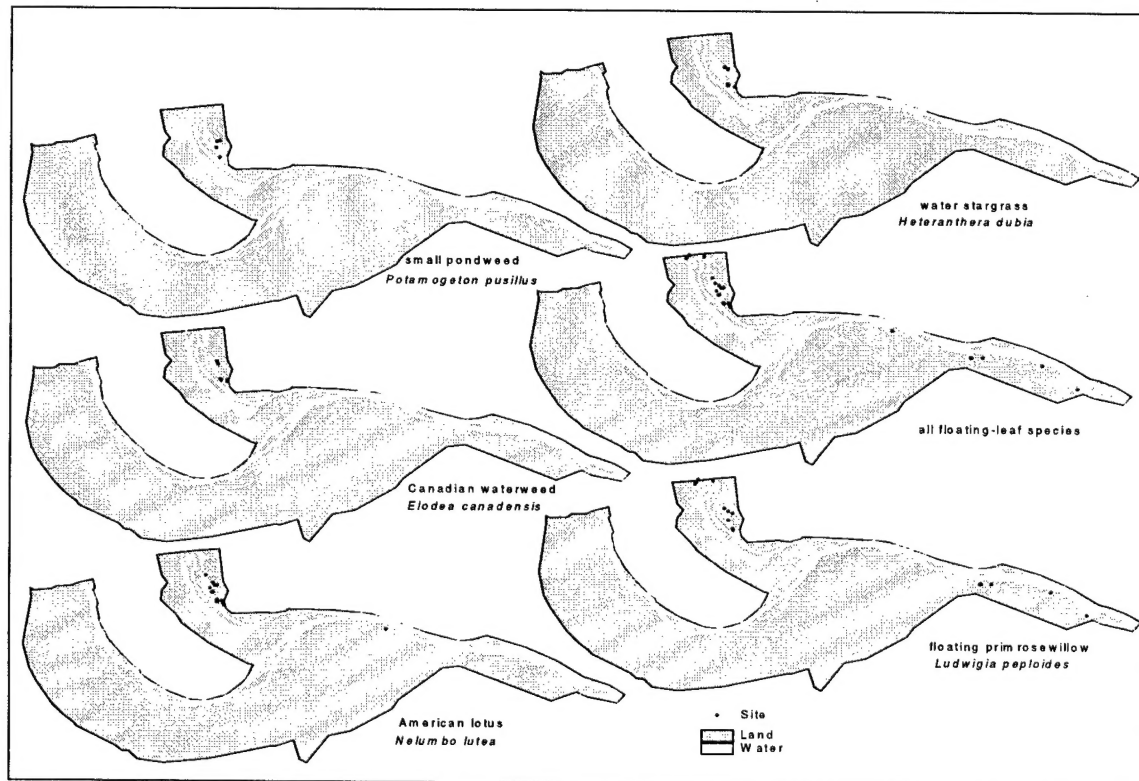 small pondweed
Potamogeton pusillus
water stargrass
Heteranthera dubia
Canadian waterweed
Elodea canadensis
all floating-leaf species
American lotus
Nelumbo lutea
floating primrosewillow
Ludwigia peploides
Site
Land
Water